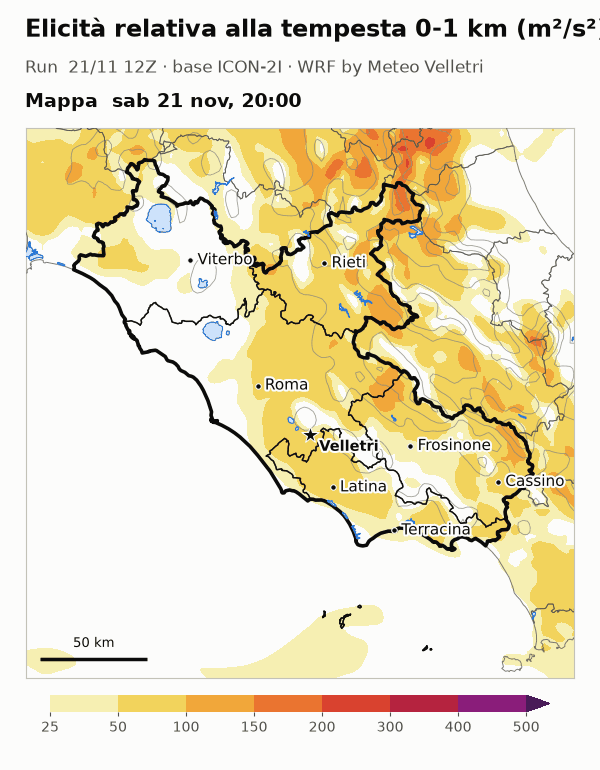 Elicità relativa alla tempesta 0-1 km (m²/s²)
Run  21/11 12Z · base ICON-2I · WRF by Meteo Velletri
Mappa  sab 21 nov, 20:00
Viterbo
Rieti
Roma
Velletri
Frosinone
Cassino
Latina
Terracina
50 km
25 50 100 150 200 300 400 500